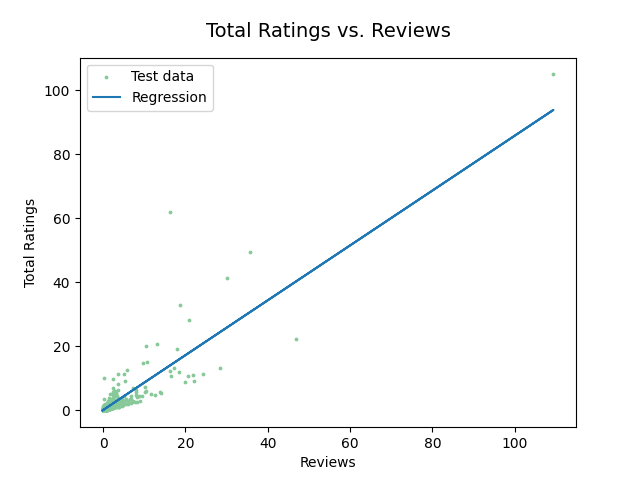 Total Ratings vs. Reviews
Test data
Regression
Total Ratings
100
80
60
40
20
0
0 20 40 60 80 100
Reviews